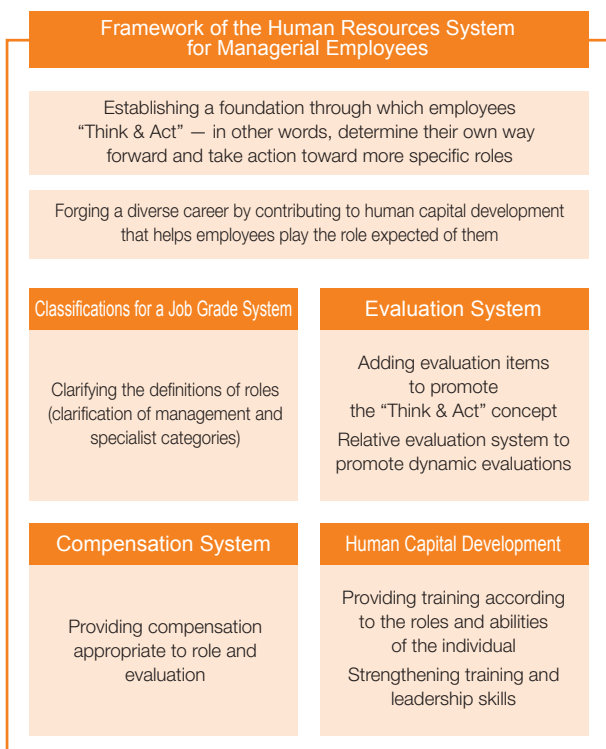 Framework of the Human Resources System
for Managerial Employees
Establishing a foundation through which employees
“Think & Act” — in other words, determine their own way
forward and take action toward more specific roles
Forging a diverse career by contributing to human capital development
that helps employees play the role expected of them
Classifications for a Job Grade System
Clarifying the definitions of roles
(clarification of management and
specialist categories)
Evaluation System
Adding evaluation items
to promote
the “Think & Act” concept
Relative evaluation system to
promote dynamic evaluations
Compensation System
Providing compensation
appropriate to role and
evaluation
Human Capital Development
Providing training according
to the roles and abilities
of the individual
Strengthening training and
leadership skills